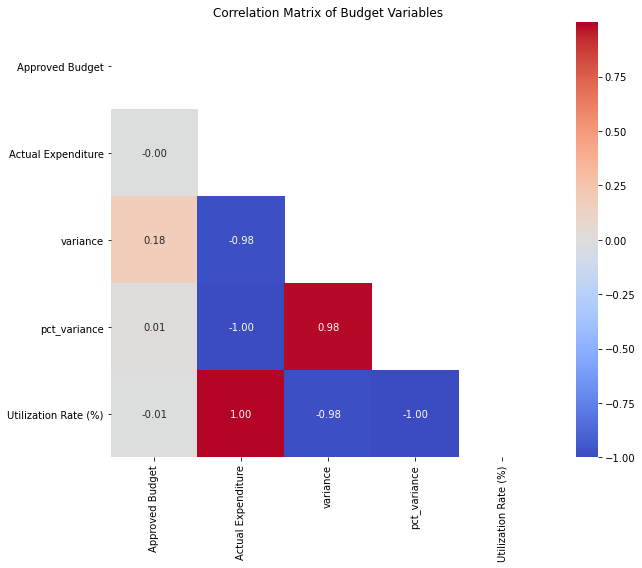 Correlation Matrix of Budget Variables
Approved Budget
Actual Expenditure
-0.00
variance
0.18
-0.98
pct_variance
0.01
-1.00
0.98
Utilization Rate (%)
-0.01
1.00
-0.98
-1.00
Approved Budget
Actual Expenditure
variance
pct_variance
Utilization Rate (%)
0.75
0.50
0.25
0.00
-0.25
-0.50
-0.75
-1.00